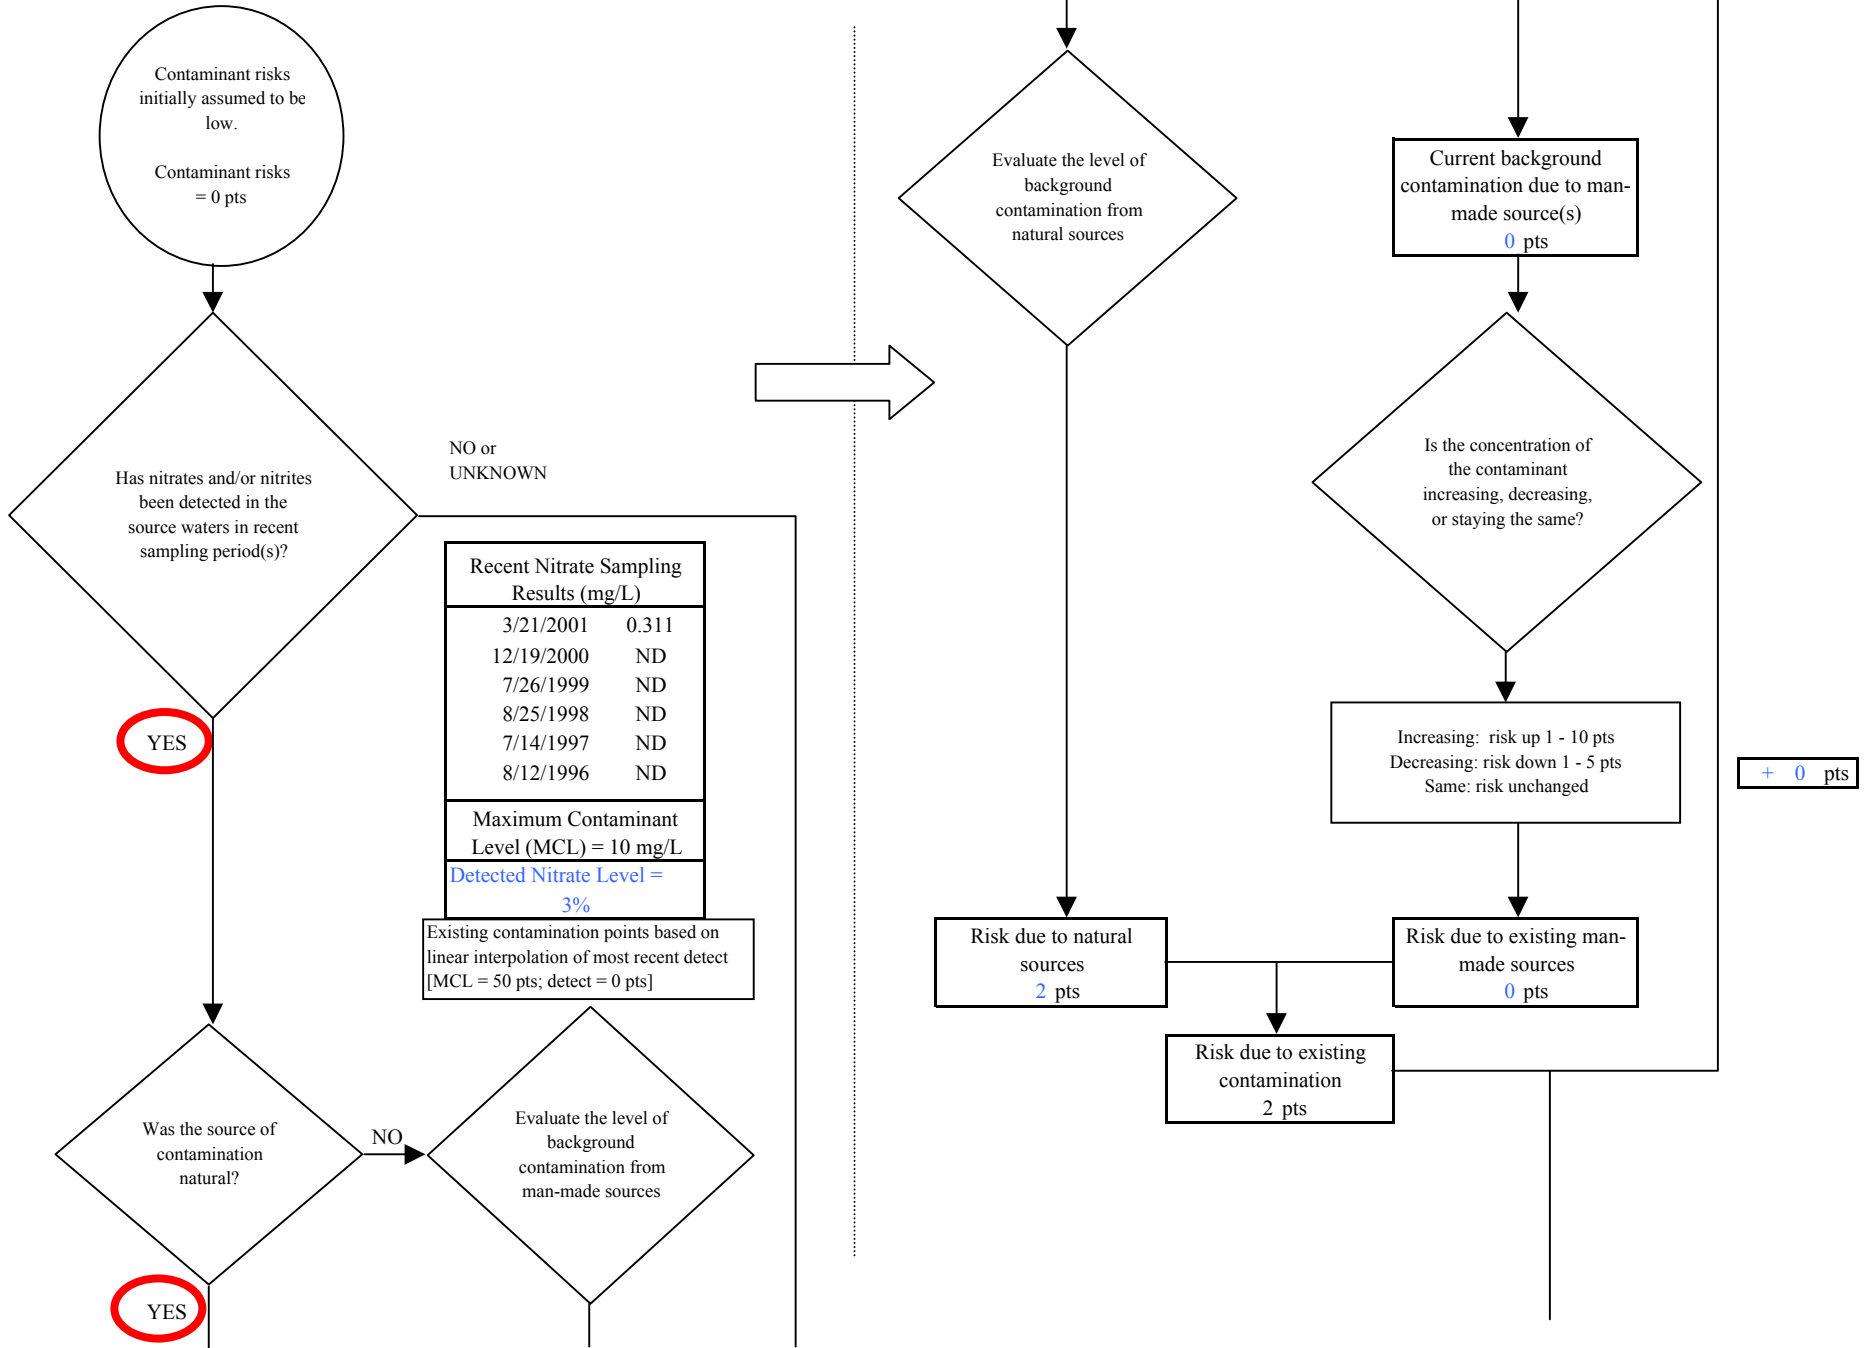 Contaminant risks
initially assumed to be
low.
Contaminant risks
= 0 pts
Has nitrates and/or nitrites
been detected in the
source waters in recent
sampling period(s)?
NO or
UNKNOWN
YES
Recent Nitrate Sampling
Results (mg/L)
3/21/2001 0.311
12/19/2000 ND
7/26/1999 ND
8/25/1998 ND
7/14/1997 ND
8/12/1996 ND
Maximum Contaminant
Level (MCL) = 10 mg/L
Detected Nitrate Level =
3%
Existing contamination points based on
linear interpolation of most recent detect
[MCL = 50 pts; detect = 0 pts]
Was the source of
contamination
natural?
NO
Evaluate the level of
background
contamination from
man-made sources
YES
Evaluate the level of
background
contamination from
natural sources
Current background
contamination due to man-
made source(s)
0 pts
Is the concentration of
the contaminant
increasing, decreasing,
or staying the same?
Increasing: risk up 1 - 10 pts
Decreasing: risk down 1 - 5 pts
Same: risk unchanged
+ 0 pts
Risk due to natural
sources
2 pts
Risk due to existing man-
made sources
0 pts
Risk due to existing
contamination
2 pts